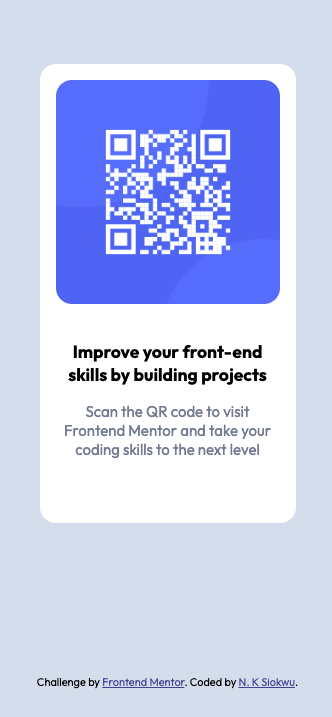 Improve your front-end
skills by building projects
Scan the QR code to visit
Frontend Mentor and take your
coding skills to the next level
Challenge by Frontend Mentor. Coded by N. K Siokwu.